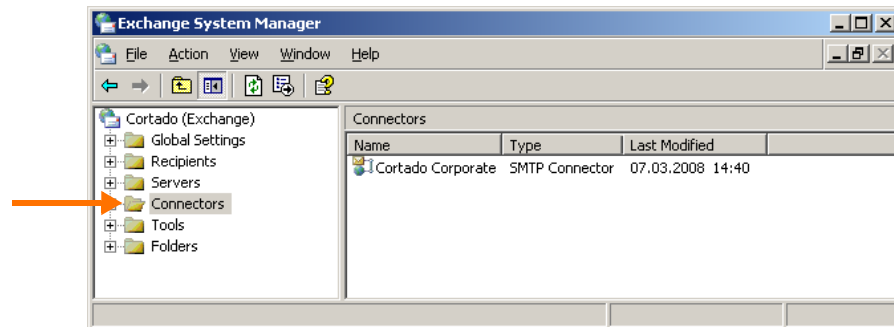 Exchange System Manager
File Action View Window Help
Cortado (Exchange)
Global Settings
Recipients
Servers
Connectors
Tools
Folders
Connectors
Name Type Last Modified
Cortado Corporate SMTP Connector 07.03.2008 14:40